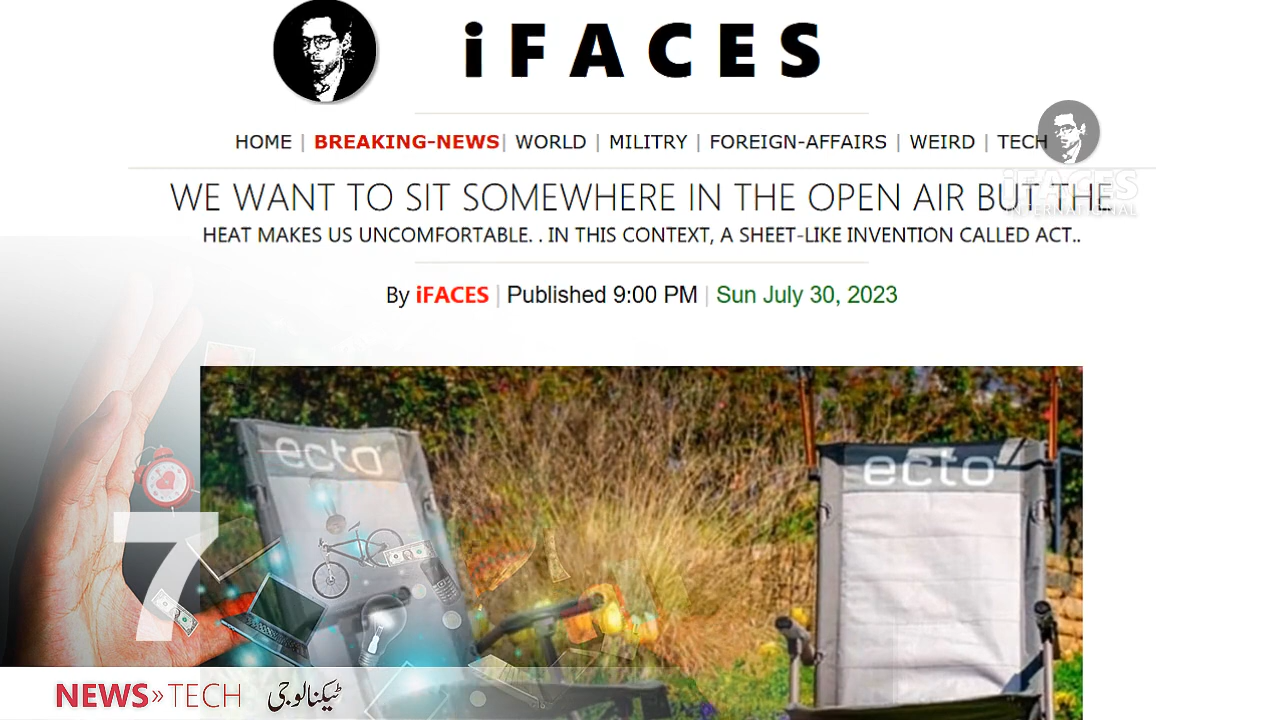 iFACES
HOME | BREAKING-NEWS| WORLD | MILITRY | FOREIGN-AFFAIRS | WEIRD | TECH
iFACES
INTERNATIONAL
WE WANT TO SIT SOMEWHERE IN THE OPEN AIR BUT THE
HEAT MAKES US UNCOMFORTABLE. . IN THIS CONTEXT, A SHEET-LIKE INVENTION CALLED ACT..
By iFACES | Published 9:00 PM | Sun July 30, 2023
ecto
ecto
7
NEWS»TECH ٹیکنالوجی